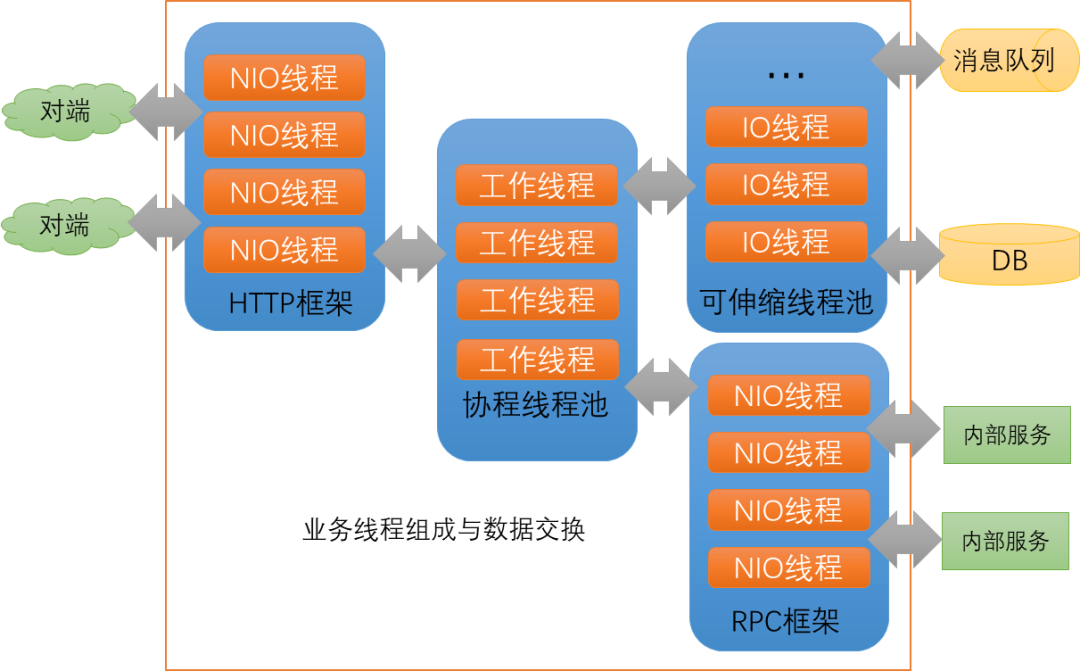 对端
对端
NIO线程
NIO线程
NIO线程
NIO线程
HTTP框架
工作线程
工作线程
工作线程
工作线程
协程线程池
...
IO线程
IO线程
IO线程
可伸缩线程池
NIO线程
NIO线程
NIO线程
NIO线程
RPC框架
消息队列
DB
内部服务
内部服务
业务线程组成与数据交换